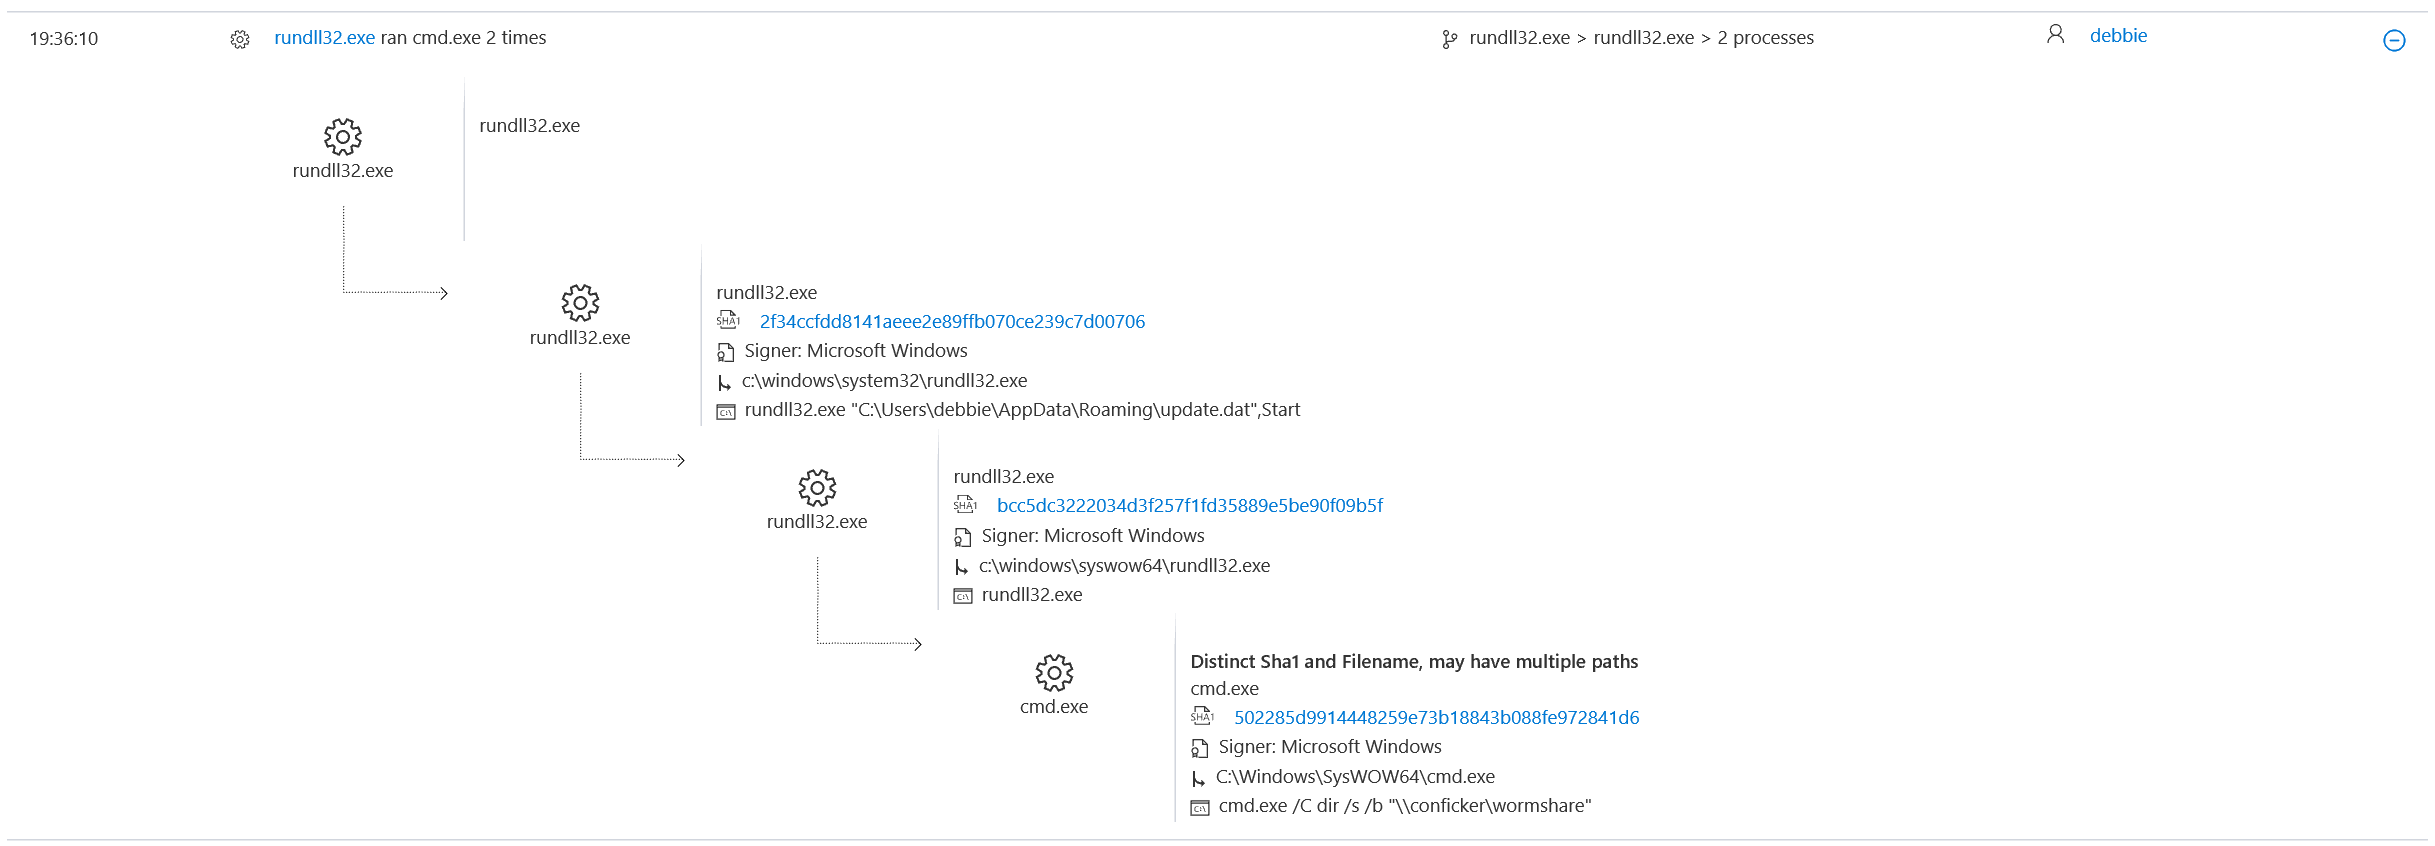 19:36:10 rundll32.exe ran cmd.exe 2 times rundll32.exe > rundll32.exe > 2 processes debbie
rundll32.exe
rundll32.exe
rundll32.exe
rundll32.exe
SHA1 2f34ccfdd8141aeee2e89ffb070ce239c7d00706
Signer: Microsoft Windows
c:\windows\system32\rundll32.exe
C:\ rundll32.exe "C:\Users\debbie\AppData\Roaming\update.dat",Start
rundll32.exe
rundll32.exe
SHA1 bcc5dc3222034d3f257f1fd35889e5be90f09b5f
Signer: Microsoft Windows
c:\windows\syswow64\rundll32.exe
C:\ rundll32.exe
cmd.exe
Distinct Sha1 and Filename, may have multiple paths
cmd.exe
SHA1 502285d9914448259e73b18843b088fe972841d6
Signer: Microsoft Windows
C:\Windows\SysWOW64\cmd.exe
C:\ cmd.exe /C dir /s /b "\\conficker\wormshare"